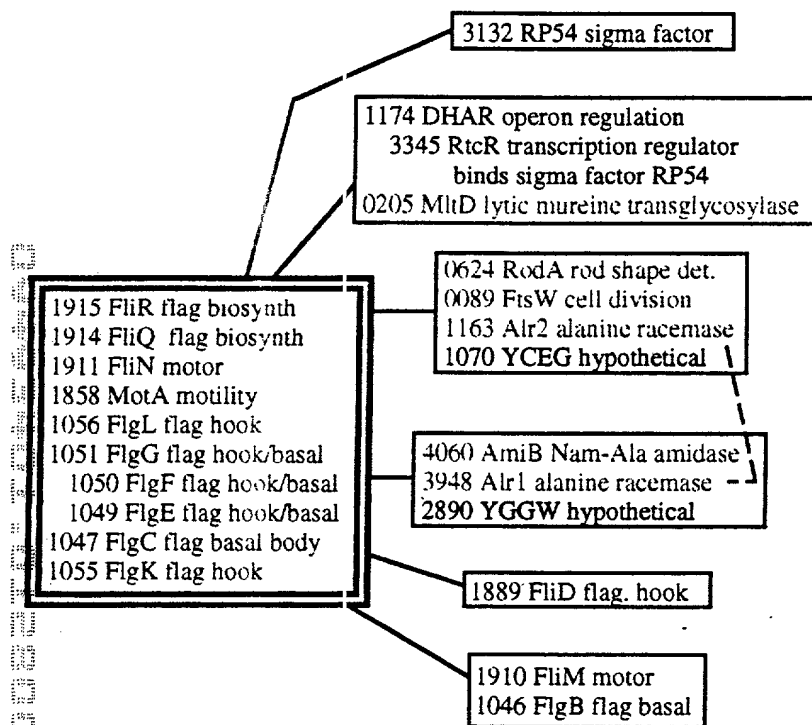 3132 RP54 sigma factor
1174 DHAR operon regulation
3345 RtcR transcription regulator
binds sigma factor RP54
0205 MltD lytic mureine transglycosylase
0624 RodA rod shape det.
0089 FtsW cell division
1163 Alr2 alanine racemase
1070 YCEG hypothetical
1915 FliR flag biosynth
1914 FliQ flag biosynth
1911 FliN motor
1858 MotA motility
1056 FlgL flag hook
1051 FlgG flag hook/basal
1050 FlgF flag hook/basal
1049 FlgE flag hook/basal
1047 FlgC flag basal body
1055 FlgK flag hook
4060 AmiB Nam-Ala amidase
3948 Alr1 alanine racemase
2890 YGGW hypothetical
1889 FliD flag. hook
1910 FliM motor
1046 FlgB flag basal